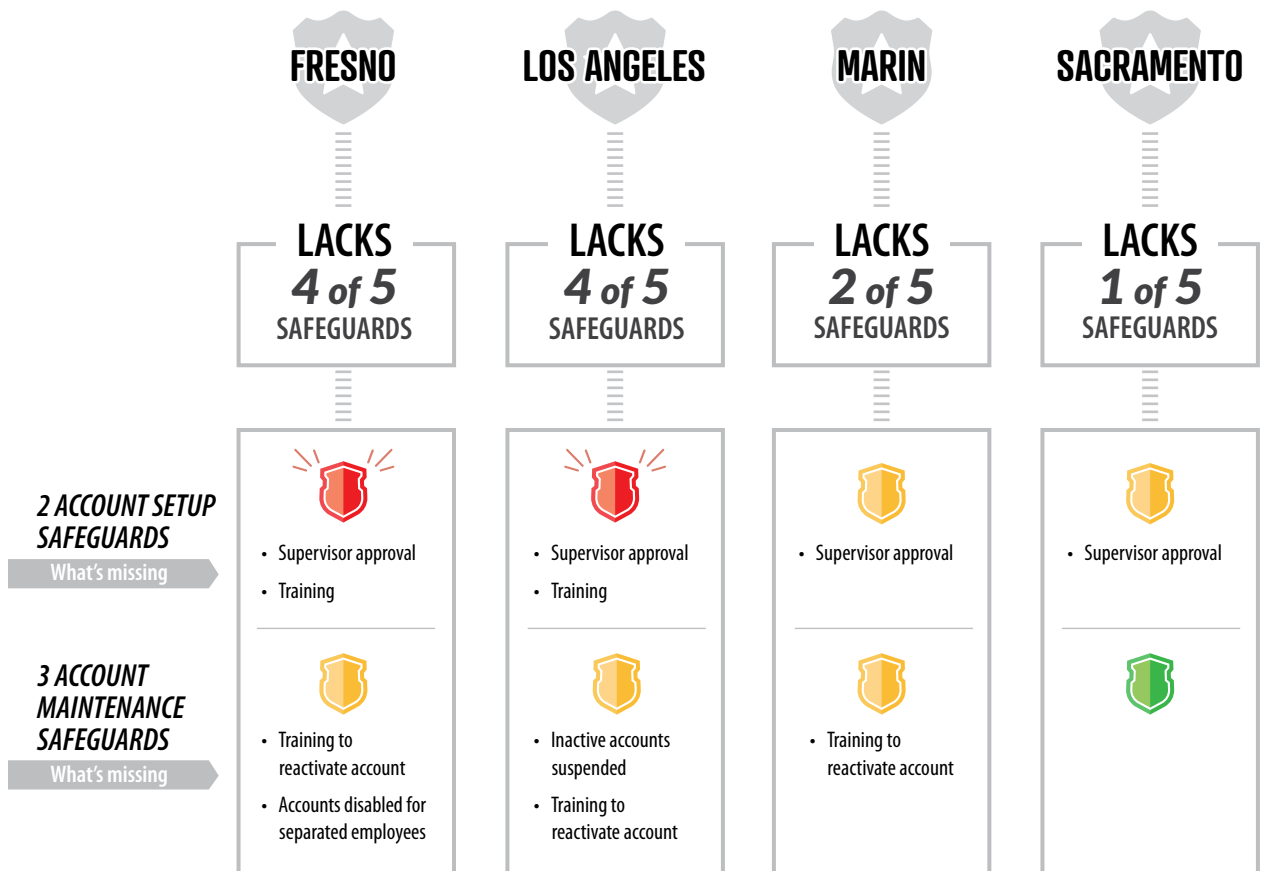 FRESNO
LOS ANGELES
MARIN
SACRAMENTO
LACKS
4 of 5
SAFEGUARDS
LACKS
4 of 5
SAFEGUARDS
LACKS
2 of 5
SAFEGUARDS
LACKS
1 of 5
SAFEGUARDS
2 ACCOUNT SETUP
SAFEGUARDS
What's missing
• Supervisor approval
• Training
• Supervisor approval
• Training
• Supervisor approval
• Supervisor approval
3 ACCOUNT
MAINTENANCE
SAFEGUARDS
What's missing
• Training to
reactivate account
• Accounts disabled for
separated employees
• Inactive accounts
suspended
• Training to
reactivate account
• Training to
reactivate account